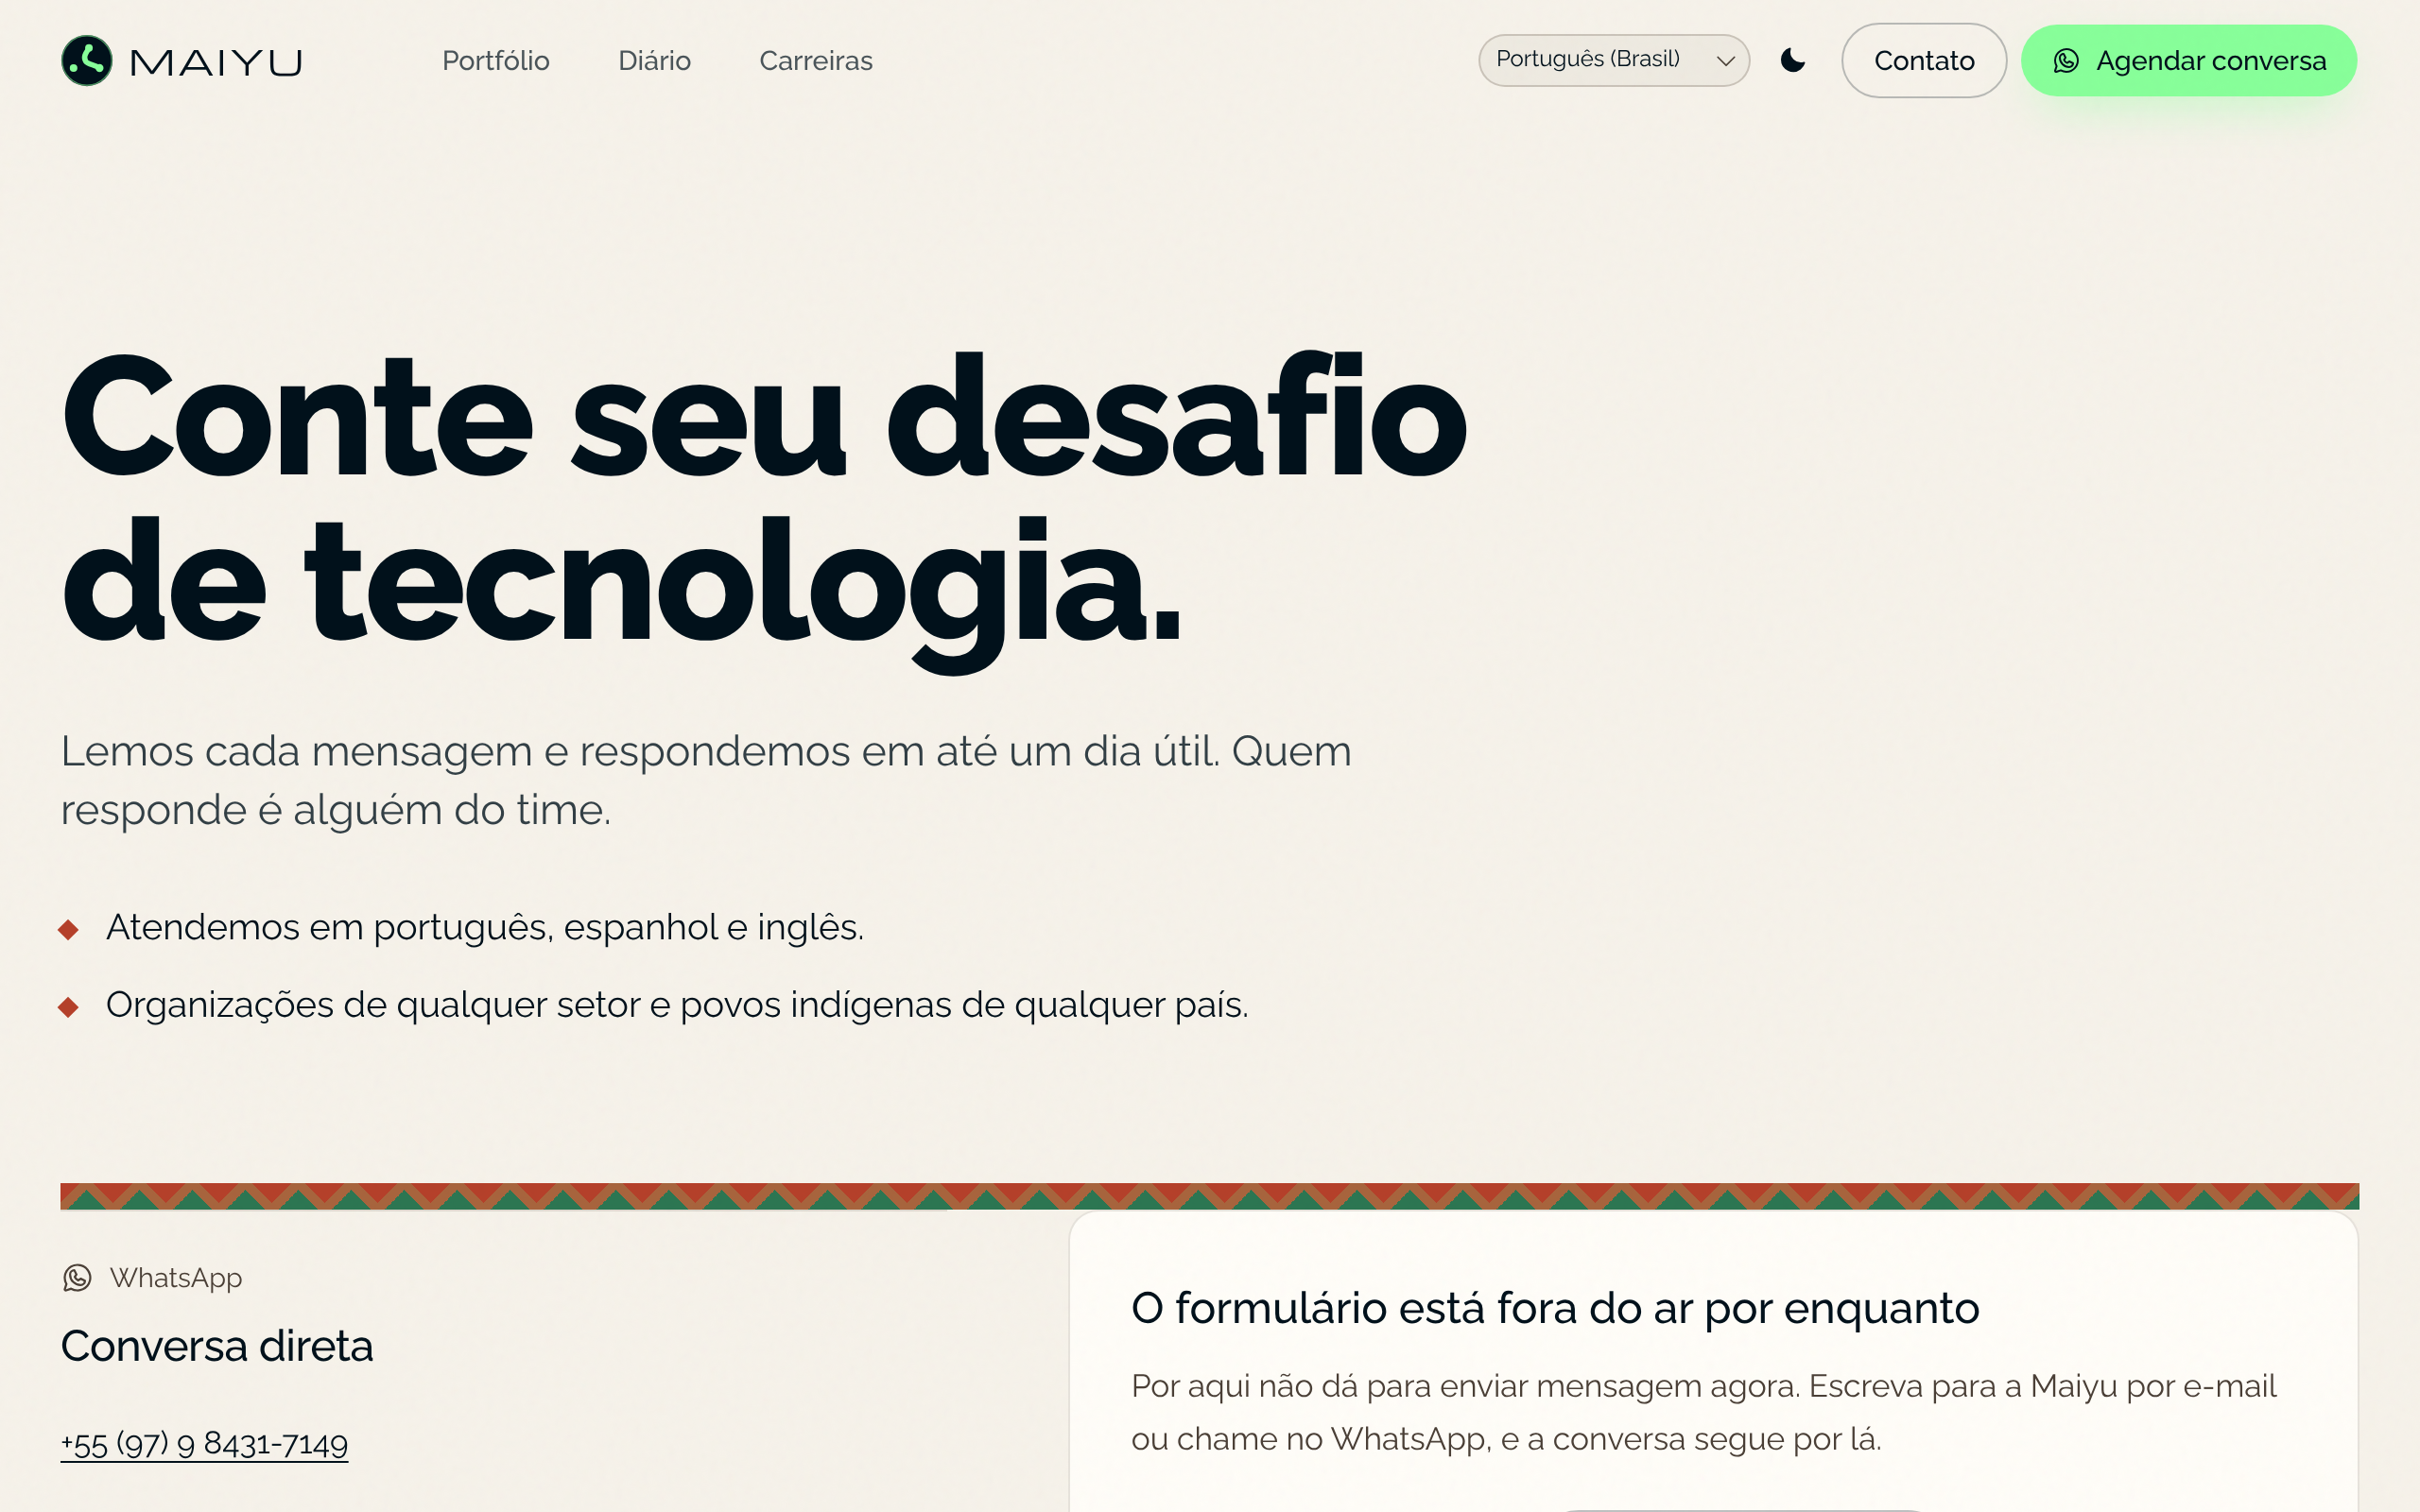 MAIYU
Portfólio
Diário
Carreiras
Português (Brasil)
Contato
Agendar conversa
Conte seu desafio
de tecnologia.
Lemos cada mensagem e respondemos em até um dia útil. Quem
responde é alguém do time.
Atendemos em português, espanhol e inglês.
Organizações de qualquer setor e povos indígenas de qualquer país.
WhatsApp
Conversa direta
+55 (97) 9 8431-7149
O formulário está fora do ar por enquanto
Por aqui não dá para enviar mensagem agora. Escreva para a Maiyu por e-mail
ou chame no WhatsApp, e a conversa segue por lá.